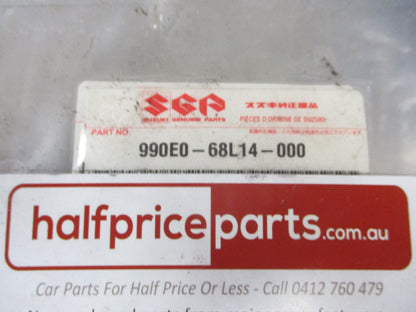 SGP スズキ純正部品
SUZUKI GENUINE PARTS PIÈCES D'ORIGINE DE SUZUKI
PART NO
990E0-68L14-000
halfpriceparts.com.au
Car Parts For Half Price Or Less - Call 0412 760 479